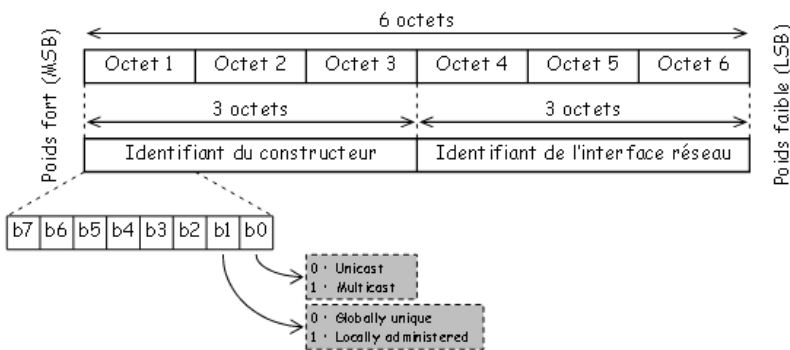 6 octets
Poids fort (MSB)
Octet 1 Octet 2 Octet 3 Octet 4 Octet 5 Octet 6
Poids faible (LSB)
3 octets 3 octets
Identifiant du constructeur Identifiant de l'interface réseau
b7 b6 b5 b4 b3 b2 b1 b0
0 · Unicast
1 · Multicast
0 · Globally unique
1 · Locally administered